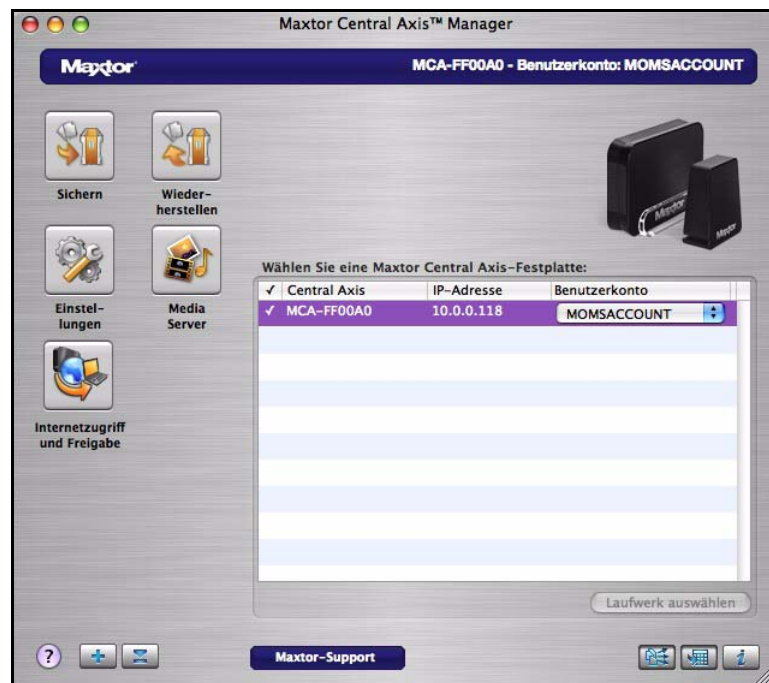 Maxtor Central Axis™ Manager
Maxtor
MCA-FF00A0 - Benutzerkonto: MOMSACCOUNT
Sichern
Wieder-
herstellen
Einstel-
lungen
Media
Server
Internetzugriff
und Freigabe
Maxtor
Maxtor
Wählen Sie eine Maxtor Central Axis-Festplatte:
✓ Central Axis IP-Adresse Benutzerkonto
✓ MCA-FF00A0 10.0.0.118 MOMSACCOUNT
Laufwerk auswählen
?
Maxtor-Support
i